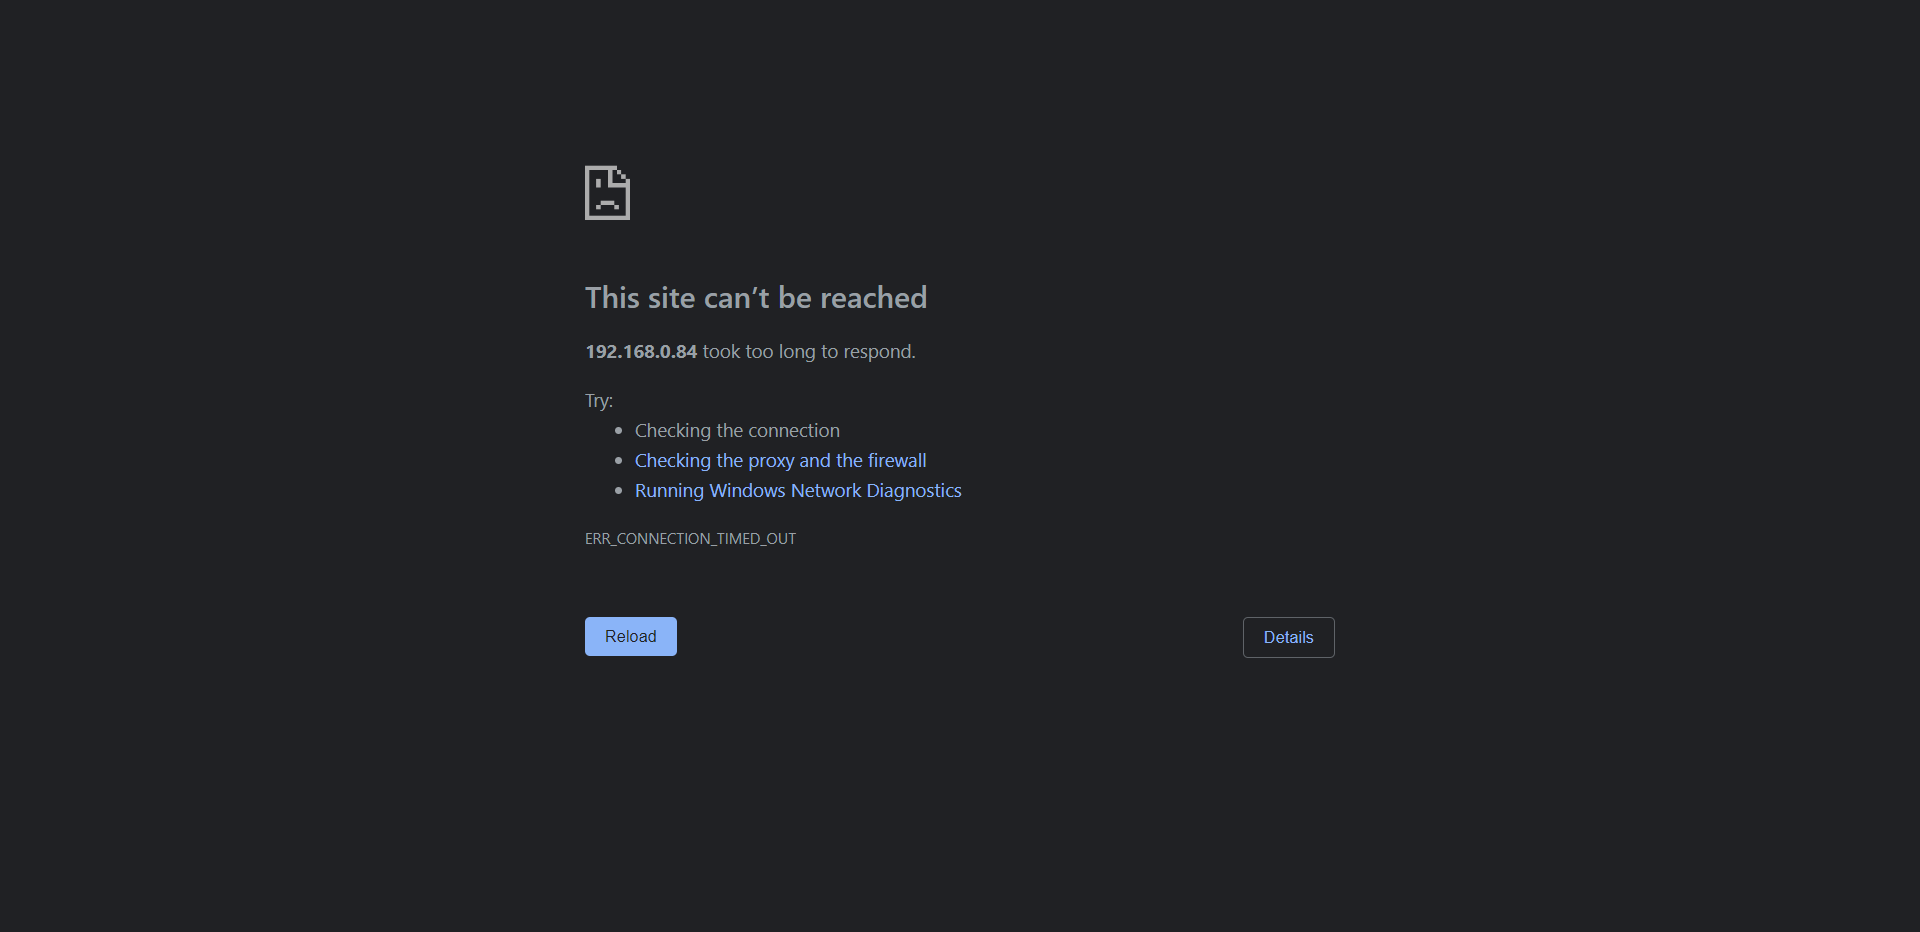 This site can’t be reached
192.168.0.84 took too long to respond.
Try:
Checking the connection
Checking the proxy and the firewall
Running Windows Network Diagnostics
ERR_CONNECTION_TIMED_OUT
Reload
Details